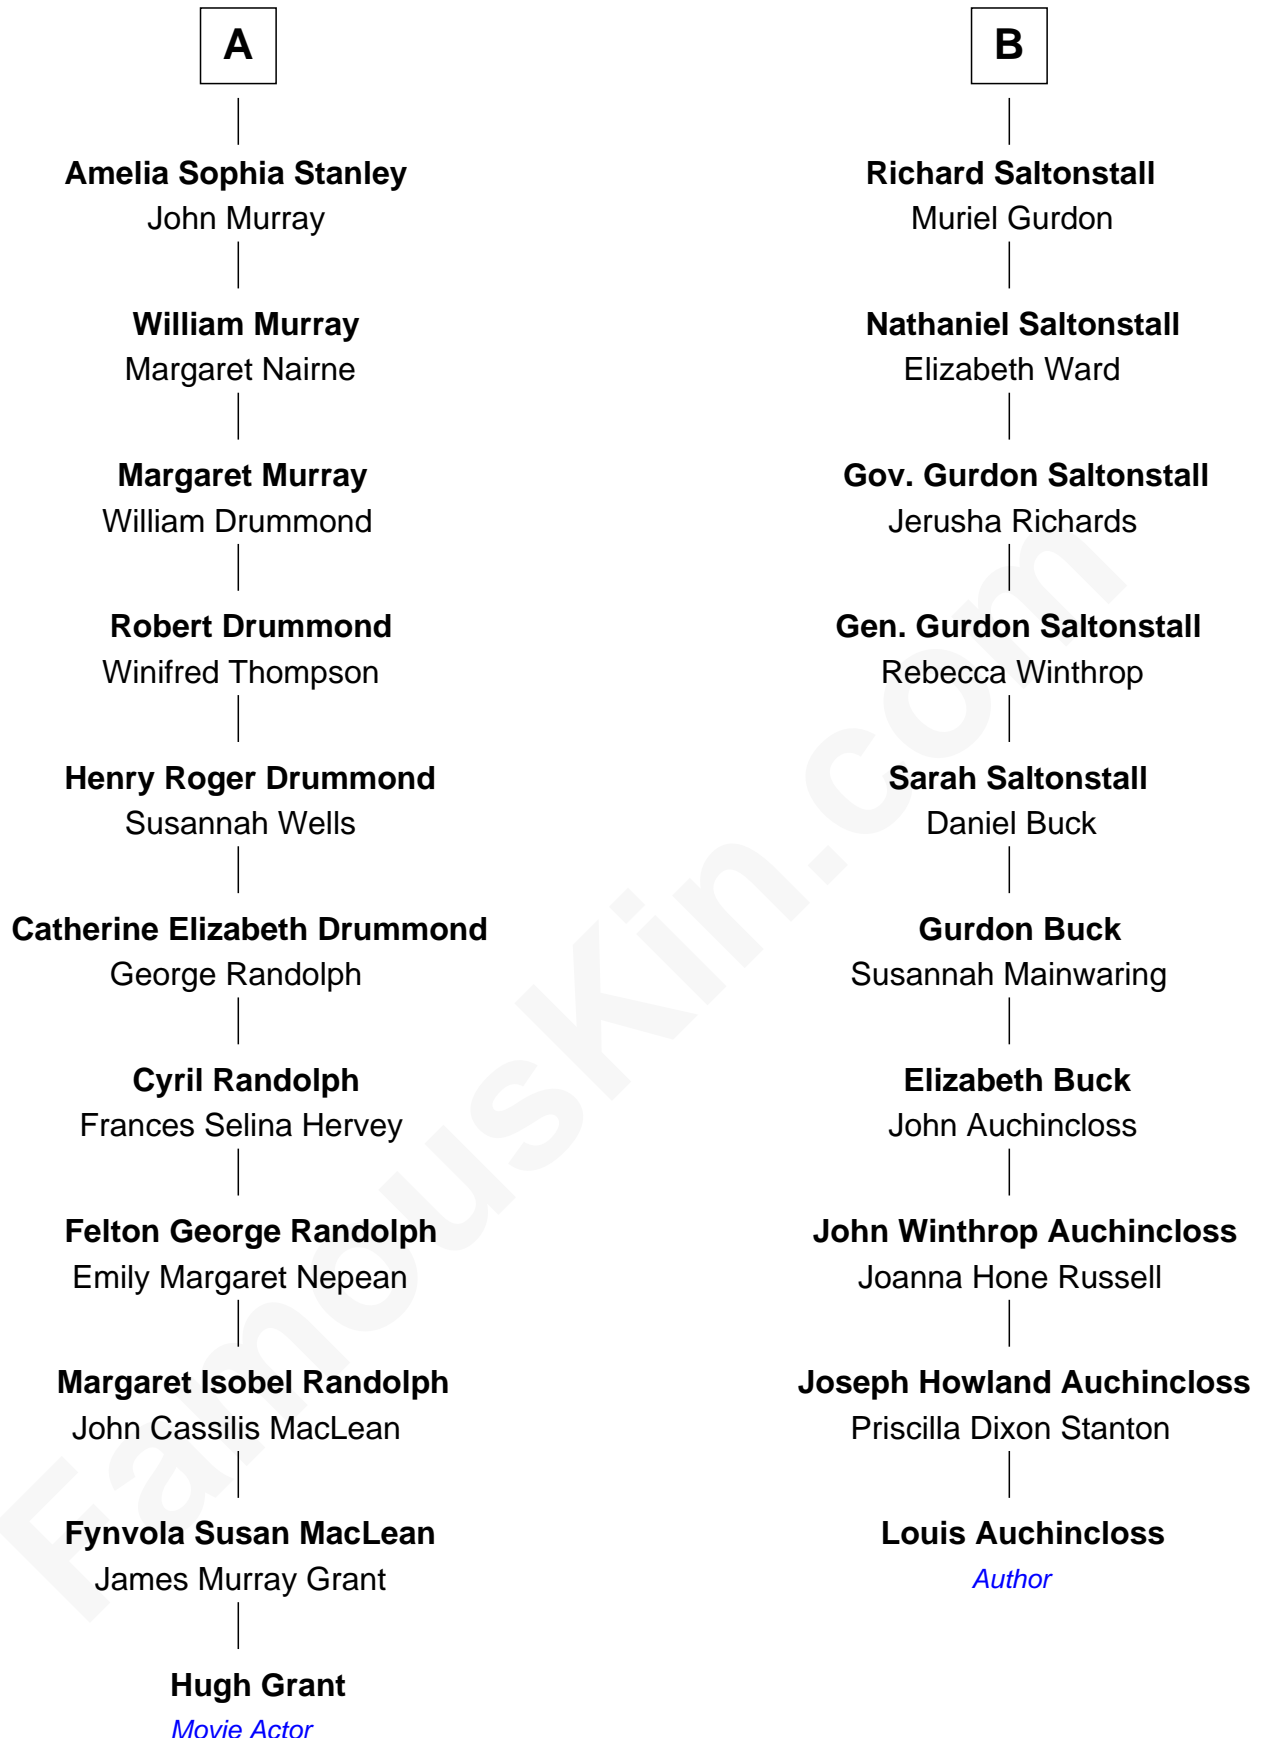 A
Amelia Sophia Stanley
John Murray
William Murray
Margaret Nairne
Margaret Murray
William Drummond
Robert Drummond
Winifred Thompson
Henry Roger Drummond
Susannah Wells
Catherine Elizabeth Drummond
George Randolph
Cyril Randolph
Frances Selina Hervey
Felton George Randolph
Emily Margaret Nepean
Margaret Isobel Randolph
John Cassilis MacLean
Fynvola Susan MacLean
James Murray Grant
Hugh Grant
Movie Actor
B
Richard Saltonstall
Muriel Gurdon
Nathaniel Saltonstall
Elizabeth Ward
Gov. Gurdon Saltonstall
Jerusha Richards
Gen. Gurdon Saltonstall
Rebecca Winthrop
Sarah Saltonstall
Daniel Buck
Gurdon Buck
Susannah Mainwaring
Elizabeth Buck
John Auchincloss
John Winthrop Auchincloss
Joanna Hone Russell
Joseph Howland Auchincloss
Priscilla Dixon Stanton
Louis Auchincloss
Author
FamousKin.com